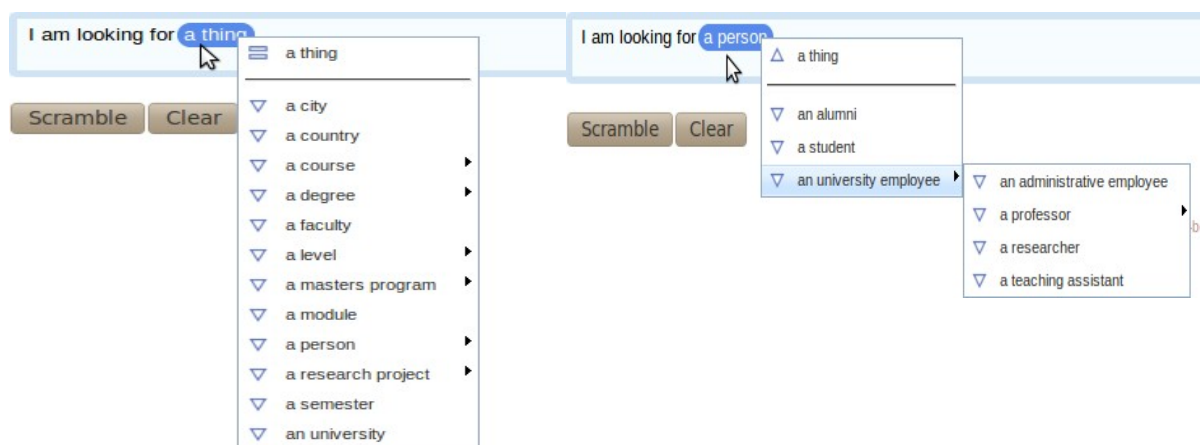 I am looking for a thing
a thing
a city
a country
a course
a degree
a faculty
a level
a masters program
a module
a person
a research project
a semester
an university
Scramble Clear
I am looking for a person
a thing
an alumni
a student
an university employee
an administrative employee
a professor
a researcher
a teaching assistant
Scramble Clear